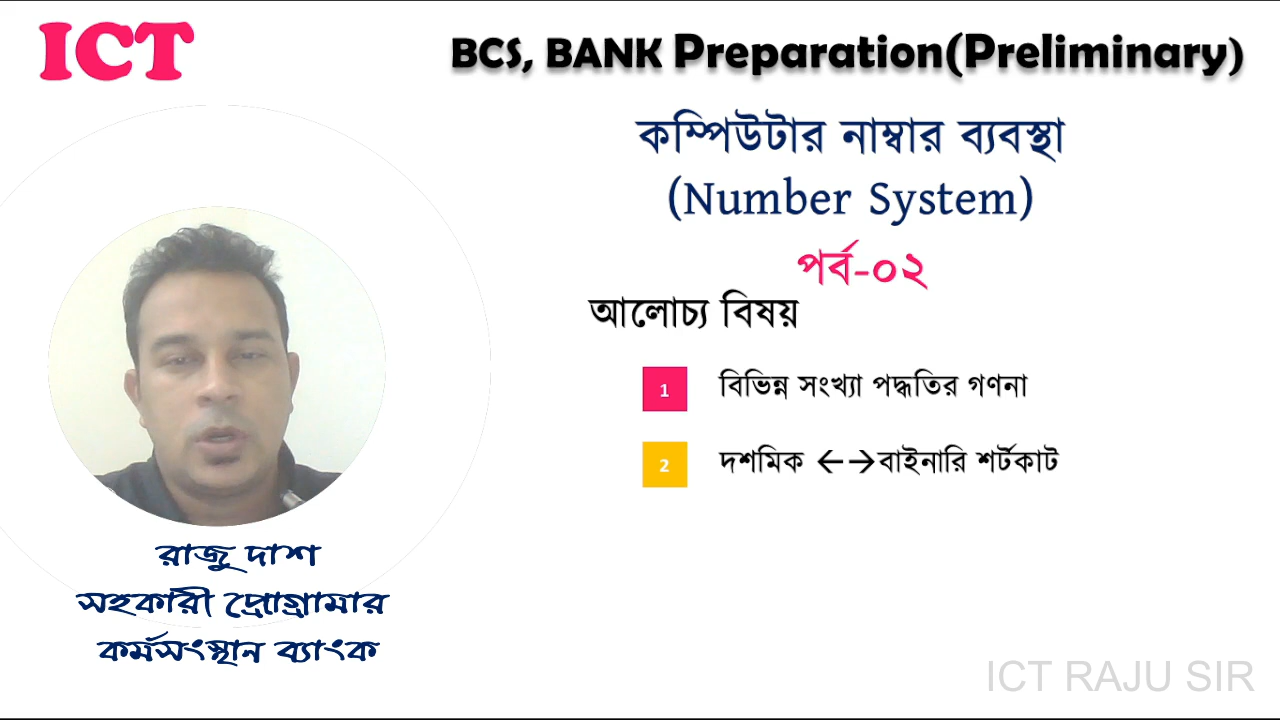 ICT
BCS, BANK Preparation(Preliminary)
কম্পিউটার নাম্বার ব্যবস্থা
(Number System)
পর্ব-০২
আলোচ্য বিষয়
1 বিভিন্ন সংখ্যা পদ্ধতির গণনা
2 দশমিক ←→বাইনারি শর্টকাট
রাজু দাশ
সহকারী প্রোগ্রামার
কর্মসংস্থান ব্যাংক
ICT RAJU SIR